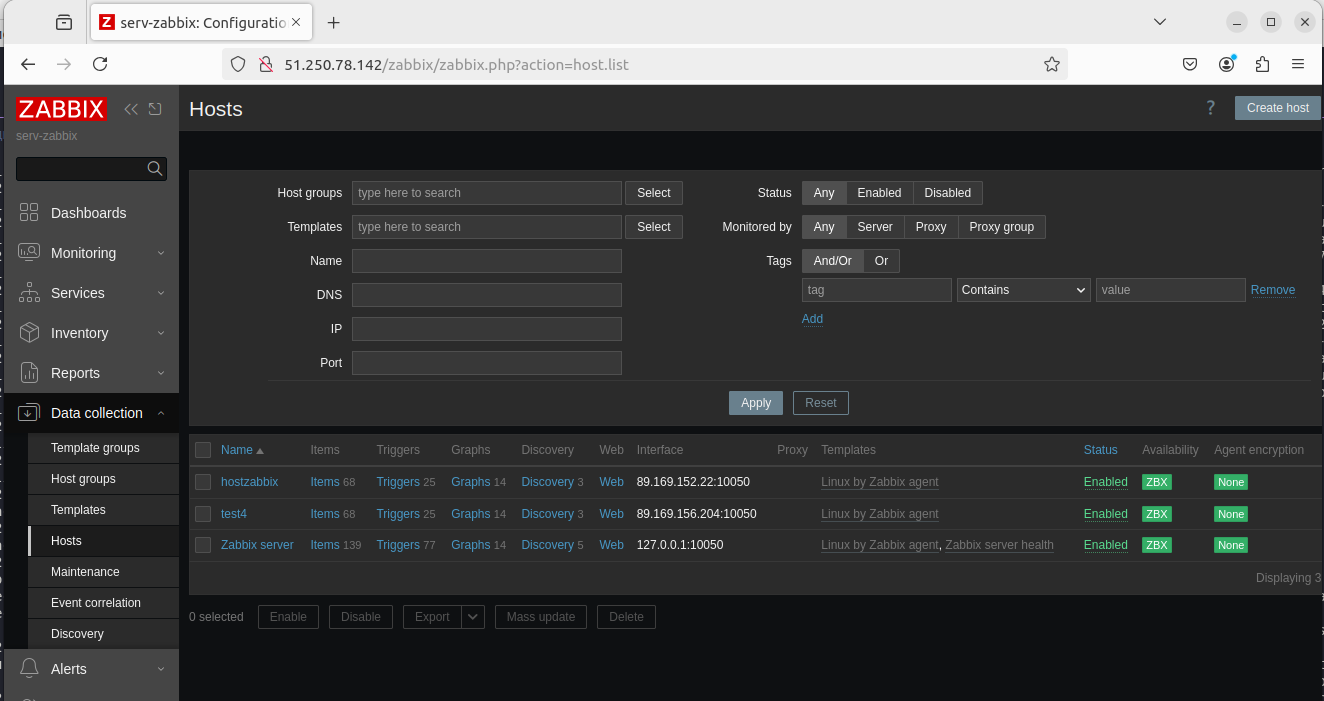 serv-zabbix: Configuratio
51.250.78.142/zabbix/zabbix.php?action=host.list
ZABBIX
serv-zabbix
Dashboards
Monitoring
Services
Inventory
Reports
Data collection
Template groups
Host groups
Templates
Hosts
Maintenance
Event correlation
Discovery
Alerts
Hosts
? Create host
Host groups type here to search Select
Templates type here to search Select
Name
DNS
IP
Port
Status Any Enabled Disabled
Monitored by Any Server Proxy Proxy group
Tags And/Or Or
tag Contains value Remove
Add
Apply Reset
Name Items Triggers Graphs Discovery Web Interface Proxy Templates Status Availability Agent encryption
hostzabbix Items 68 Triggers 25 Graphs 14 Discovery 3 Web 89.169.152.22:10050 Linux by Zabbix agent Enabled ZBX None
test4 Items 68 Triggers 25 Graphs 14 Discovery 3 Web 89.169.156.204:10050 Linux by Zabbix agent Enabled ZBX None
Zabbix server Items 139 Triggers 77 Graphs 14 Discovery 5 Web 127.0.0.1:10050 Linux by Zabbix agent, Zabbix server health Enabled ZBX None
Displaying 3
0 selected Enable Disable Export Mass update Delete